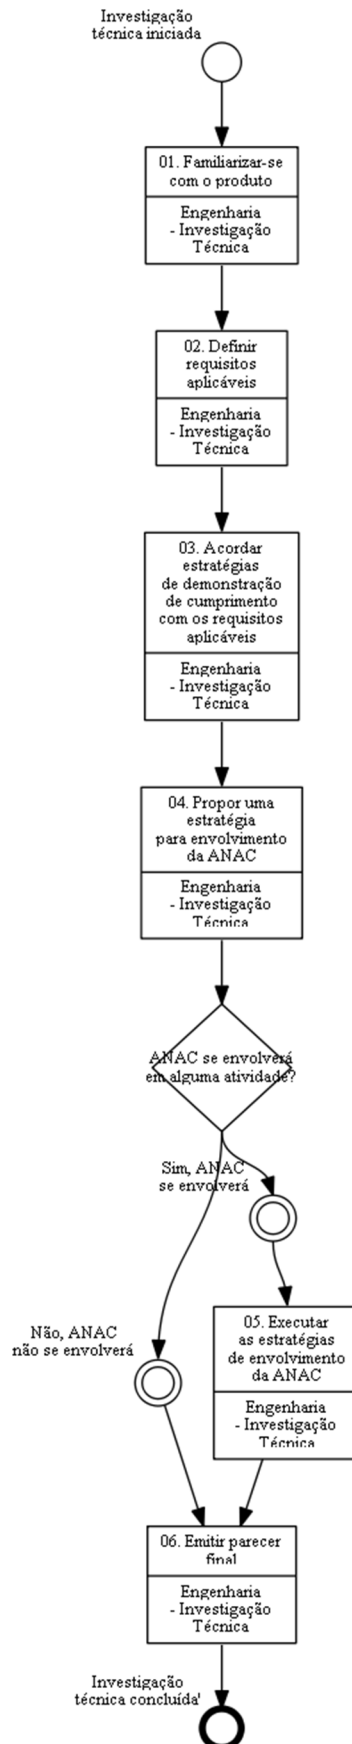 Investigação
técnica iniciada
01. Familiarizar-se
com o produto
Engenharia
- Investigação
Técnica
02. Definir
requisitos
aplicáveis
Engenharia
- Investigação
Técnica
03. Acordar
estratégias
de demonstração
de cumprimento
com os requisitos
aplicáveis
Engenharia
- Investigação
Técnica
04. Propor uma
estratégia
para envolvimento
da ANAC
Engenharia
- Investigação
Técnica
ANAC se envolverá
em alguma atividade?
Sim, ANAC
se envolverá
05. Executar
as estratégias
de envolvimento
da ANAC
Engenharia
- Investigação
Técnica
Não, ANAC
não se envolverá
06. Emitir parecer
final
Engenharia
- Investigação
Técnica
Investigação
técnica concluída'